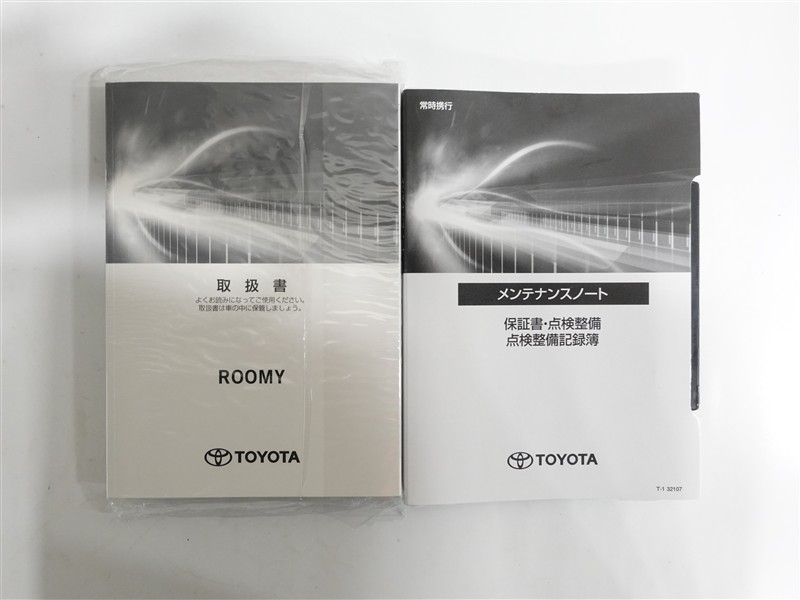 取扱書
よくお読みになってご使用ください。
取扱書は車の中に保管しましょう。
ROOMY
TOYOTA
常時携行
メンテナンスノート
保証書・点検整備
点検整備記録簿
TOYOTA
T-1 32107